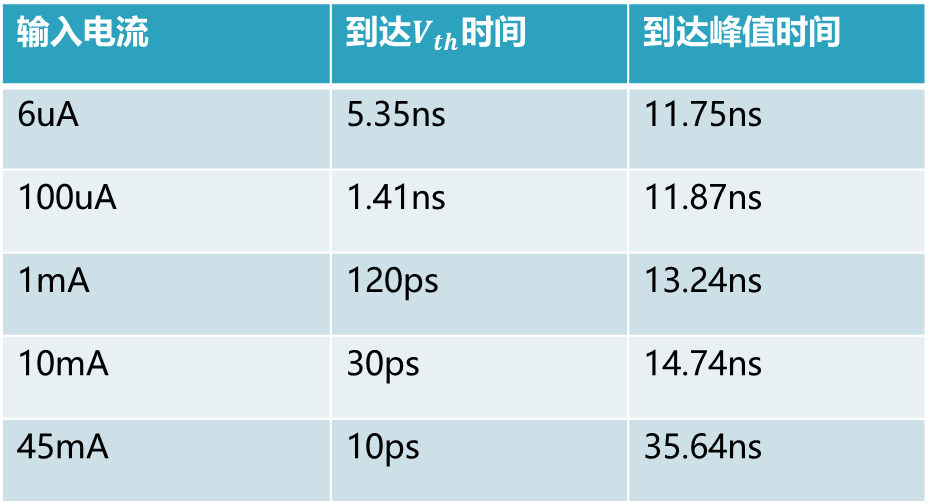 输入电流 到达Vth时间 到达峰值时间
6uA 5.35ns 11.75ns
100uA 1.41ns 11.87ns
1mA 120ps 13.24ns
10mA 30ps 14.74ns
45mA 10ps 35.64ns